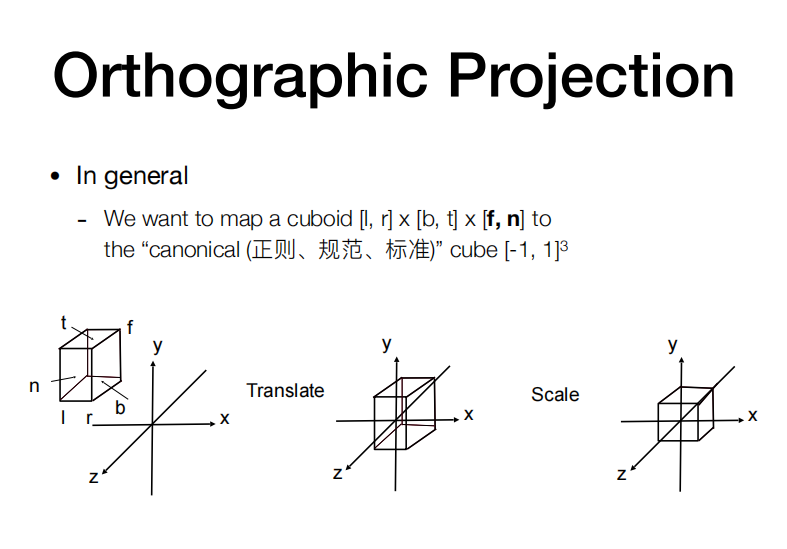 Orthographic Projection
• In general
- We want to map a cuboid [l, r] x [b, t] x [f, n] to
the “canonical (正则、规范、标准)” cube [-1, 1]³
t
f
n
l
r
b
y
x
z
Translate
y
x
z
Scale
y
x
z